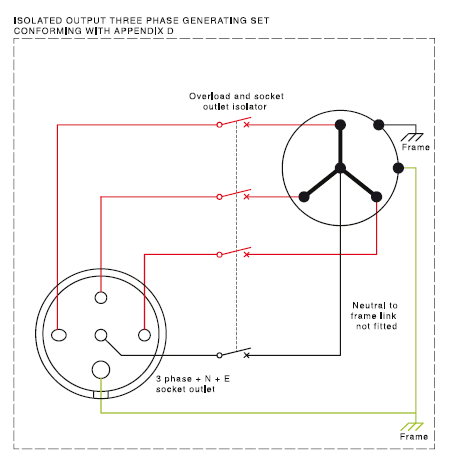 ISOLATED OUTPUT THREE PHASE GENERATING SET
CONFORMING WITH APPENDIX D
Overload and socket
outlet isolator
Frame
Neutral to
frame link
not fitted
3 phase + N + E
socket outlet
Frame